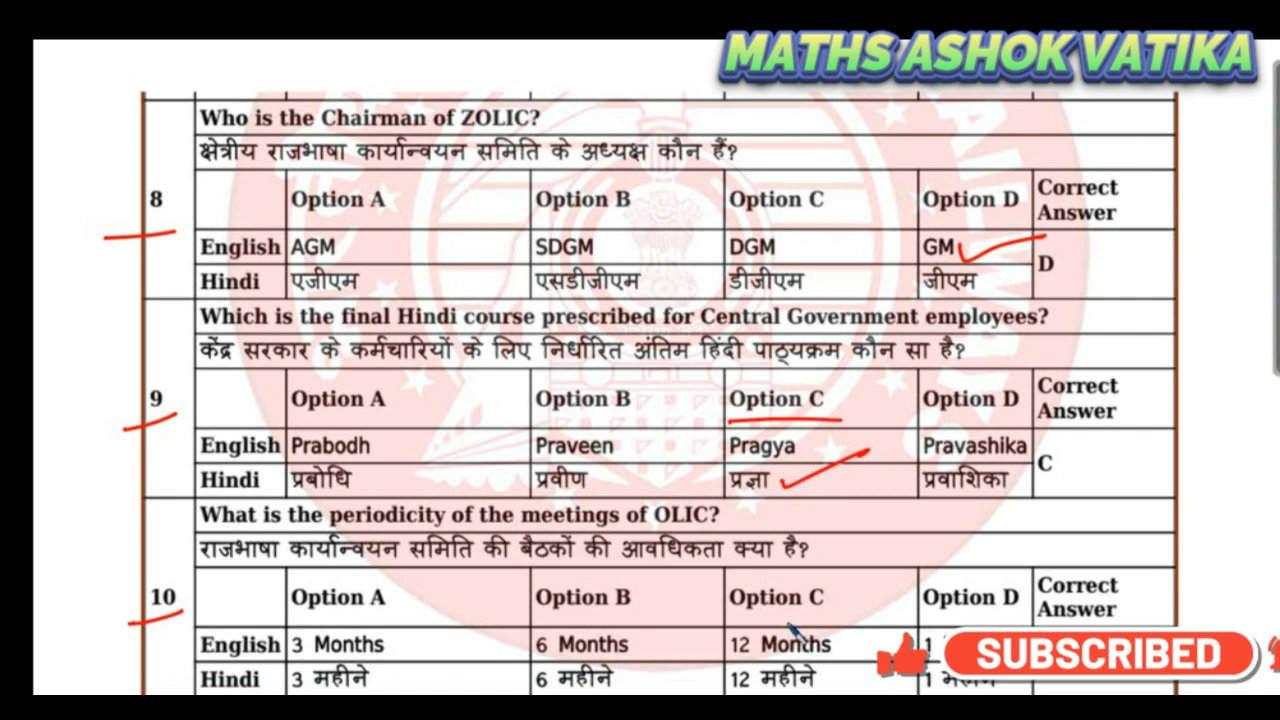 MATHS ASHOK VATIKA
Who is the Chairman of ZOLIC?
क्षेत्रीय राजभाषा कार्यान्वयन समिति के अध्यक्ष कौन हैं?
8 Option A Option B Option C Option D Correct Answer
English AGM SDGM DGM GM D
Hindi एजीएम एसडीजीएम डीजीएम जीएम
Which is the final Hindi course prescribed for Central Government employees?
केंद्र सरकार के कर्मचारियों के लिए निर्धारित अंतिम हिंदी पाठ्यक्रम कौन सा है?
9 Option A Option B Option C Option D Correct Answer
English Prabodh Praveen Pragya Pravashika C
Hindi प्रबोधि प्रवीण प्रज्ञा प्रवाशिका
What is the periodicity of the meetings of OLIC?
राजभाषा कार्यान्वयन समिति की बैठकों की आवधिकता क्या है?
10 Option A Option B Option C Option D Correct Answer
English 3 Months 6 Months 12 Months 1
Hindi 3 महीने 6 महीने 12 महीने 1
SUBSCRIBED